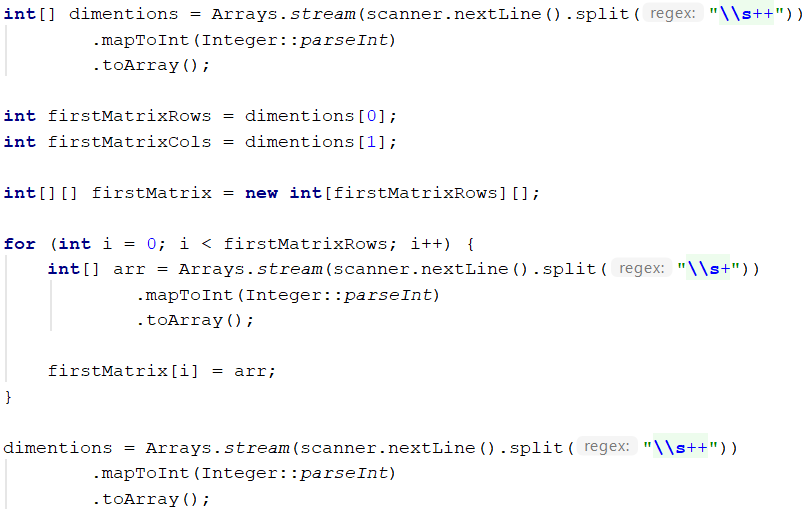 int[] dimentions = Arrays.stream(scanner.nextLine().split( regex: "\\s++"))
        .mapToInt(Integer::parseInt)
        .toArray();
int firstMatrixRows = dimentions[0];
int firstMatrixCols = dimentions[1];
int[][] firstMatrix = new int[firstMatrixRows][];
for (int i = 0; i < firstMatrixRows; i++) {
    int[] arr = Arrays.stream(scanner.nextLine().split( regex: "\\s+"))
            .mapToInt(Integer::parseInt)
            .toArray();
    firstMatrix[i] = arr;
}
dimentions = Arrays.stream(scanner.nextLine().split( regex: "\\s++"))
        .mapToInt(Integer::parseInt)
        .toArray();